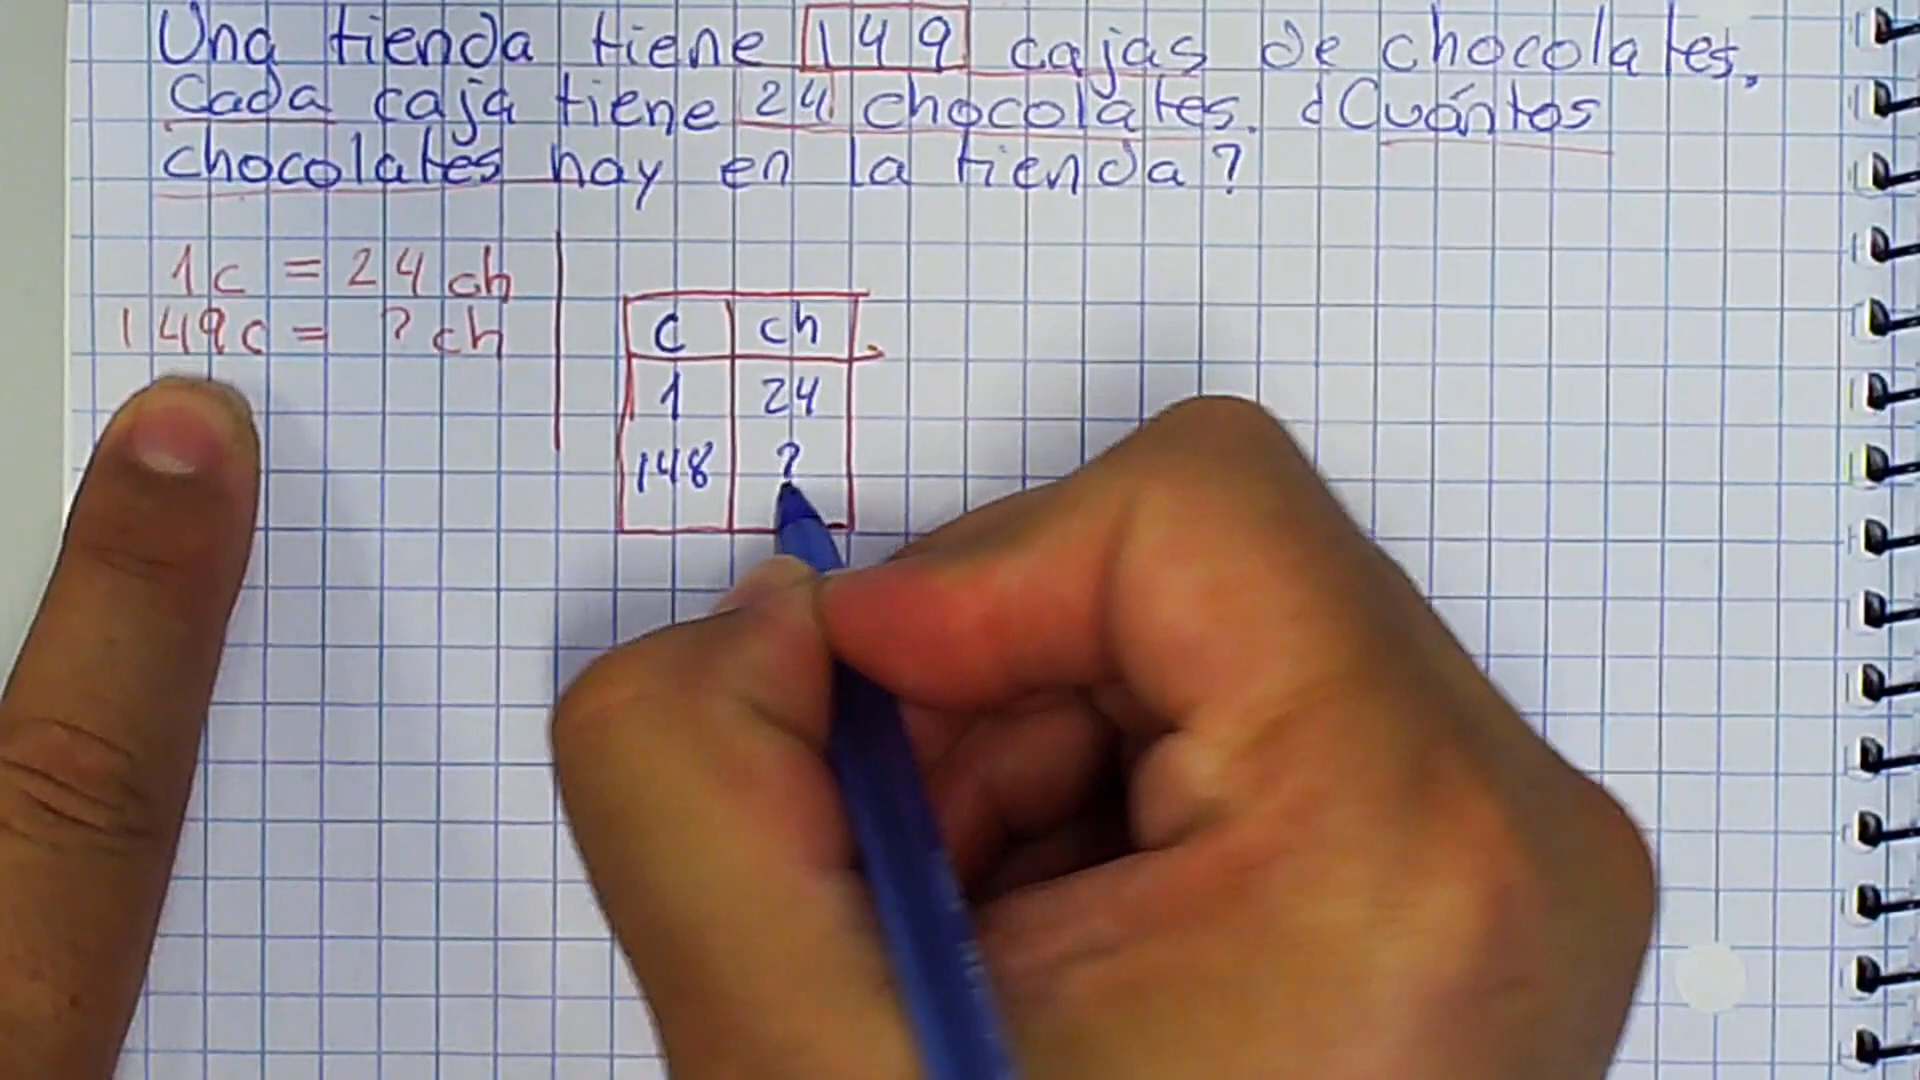 Una tienda tiene 149 cajas de chocolates.
Cada caja tiene 24 chocolates. ¿Cuántos
chocolates hay en la tienda?
1c = 24 ch
149c = ? ch
c ch
1 24
148 ?